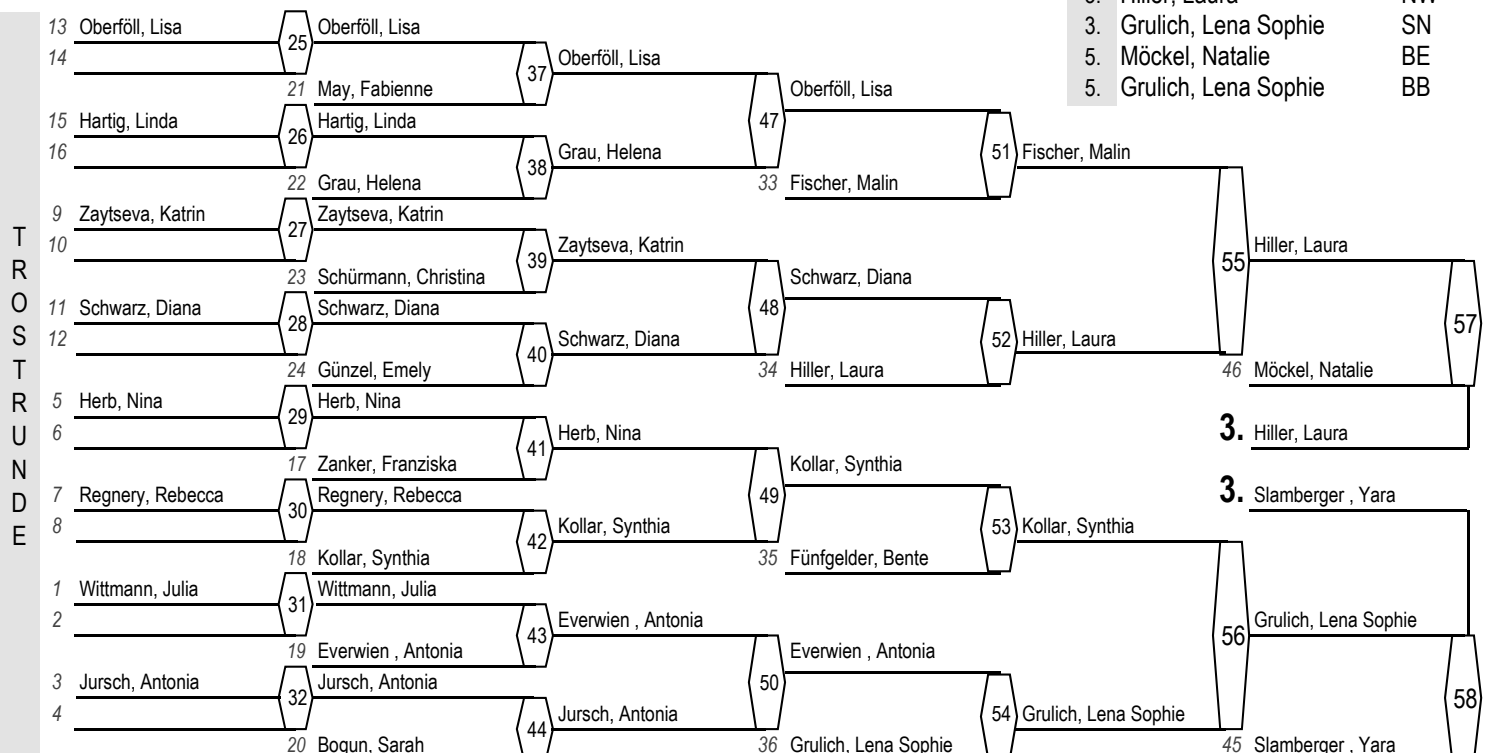 3. Hiller, Laura NW
3. Grulich, Lena Sophie SN
5. Möckel, Natalie BE
5. Grulich, Lena Sophie BB
TROSTRUNDE
13 Oberföll, Lisa 25 Oberföll, Lisa
14 37 Oberföll, Lisa
21 May, Fabienne Oberföll, Lisa
15 Hartig, Linda 26 Hartig, Linda 47
16 38 Grau, Helena 51 Fischer, Malin
22 Grau, Helena 33 Fischer, Malin
9 Zaytseva, Katrin 27 Zaytseva, Katrin
10 39 Zaytseva, Katrin 55 Hiller, Laura
23 Schürmann, Christina Schwarz, Diana
11 Schwarz, Diana 28 Schwarz, Diana 48 57
12 40 Schwarz, Diana 52 Hiller, Laura
24 Günzel, Emely 34 Hiller, Laura 46 Möckel, Natalie
5 Herb, Nina 29 Herb, Nina
6 41 Herb, Nina 3. Hiller, Laura
17 Zanker, Franziska Kollar, Synthia
7 Regnery, Rebecca 30 Regnery, Rebecca 49 3. Slamberger , Yara
8 42 Kollar, Synthia 53 Kollar, Synthia
18 Kollar, Synthia 35 Fünfgelder, Bente
1 Wittmann, Julia 31 Wittmann, Julia
2 43 Everwien , Antonia 56 Grulich, Lena Sophie
19 Everwien , Antonia Everwien , Antonia
3 Jursch, Antonia 32 Jursch, Antonia 50 58
4 44 Jursch, Antonia 54 Grulich, Lena Sophie
20 Bogun, Sarah 36 Grulich, Lena Sophie 45 Slamberger , Yara